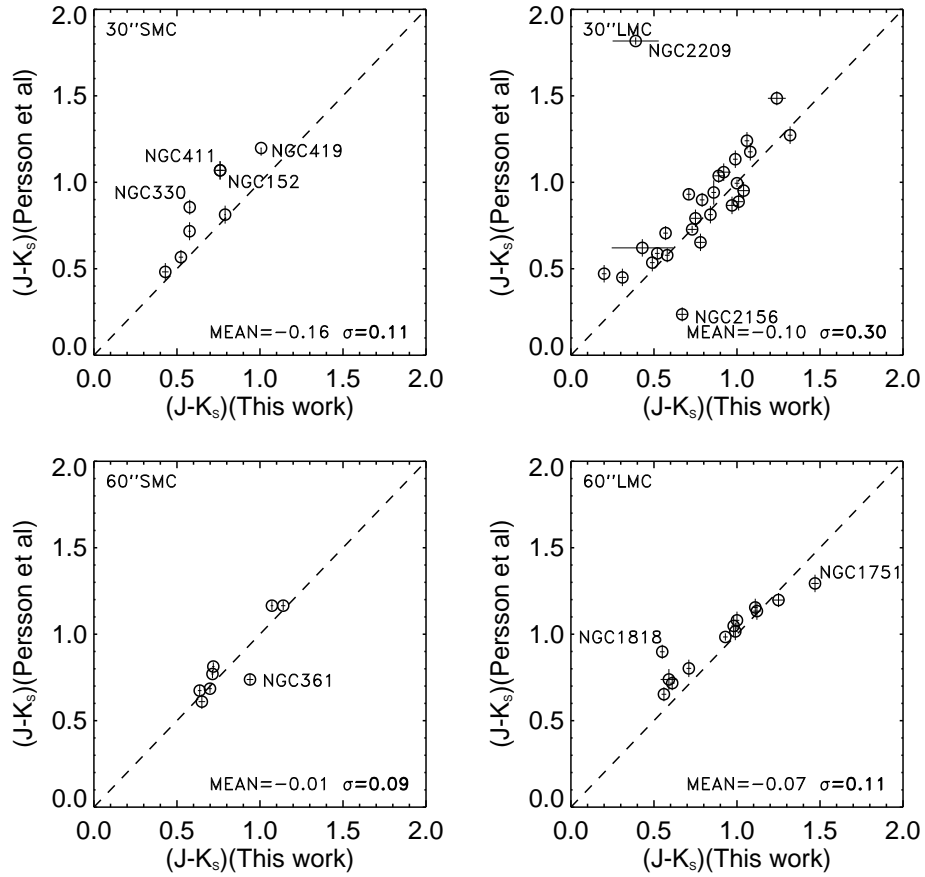 30''SMC
NGC411
NGC419
NGC152
NGC330
MEAN=−0.16 σ=0.11
2.0
1.5
1.0
0.5
0.0
0.0 0.5 1.0 1.5 2.0
(J-Ks)(This work)
(J-Ks)(Persson et al)
30''LMC
NGC2209
NGC2156
MEAN=−0.10 σ=0.30
2.0
1.5
1.0
0.5
0.0
0.0 0.5 1.0 1.5 2.0
(J-Ks)(This work)
(J-Ks)(Persson et al)
60''SMC
NGC361
MEAN=−0.01 σ=0.09
2.0
1.5
1.0
0.5
0.0
0.0 0.5 1.0 1.5 2.0
(J-Ks)(This work)
(J-Ks)(Persson et al)
60''LMC
NGC1751
NGC1818
MEAN=−0.07 σ=0.11
2.0
1.5
1.0
0.5
0.0
0.0 0.5 1.0 1.5 2.0
(J-Ks)(This work)
(J-Ks)(Persson et al)